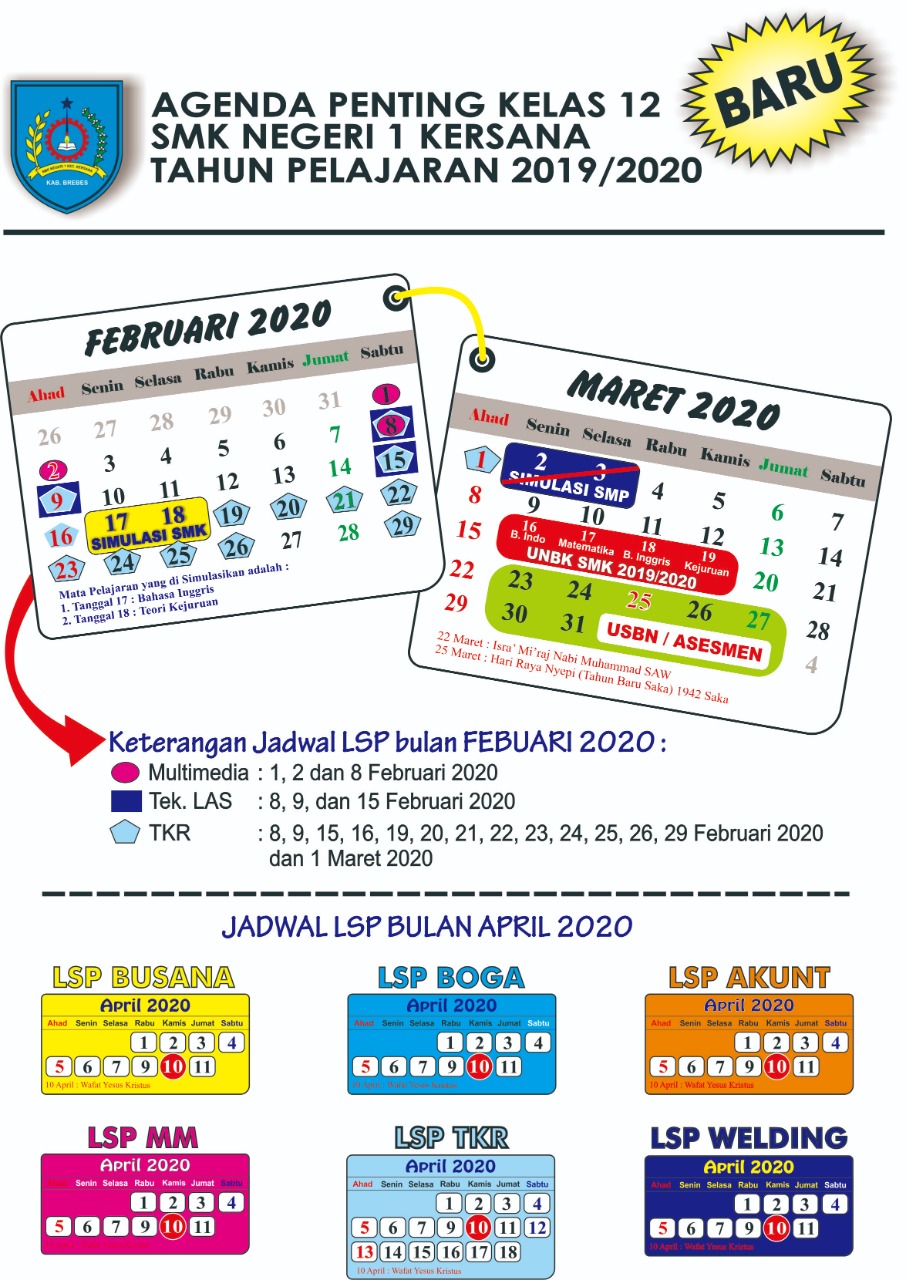 BARU
AGENDA PENTING KELAS 12
SMK NEGERI 1 KERSANA
TAHUN PELAJARAN 2019/2020
KAB. BREBES
FEBRUARI 2020
Ahad Senin Selasa Rabu Kamis Jumat Sabtu
26 27 28 29 30 31 1
2 3 4 5 6 7 8
9 10 11 12 13 14 15
16 17 18 19 20 21 22
SIMULASI SMK
23 24 25 26 27 28 29
Mata Pelajaran yang di Simulasikan adalah :
1. Tanggal 17 : Bahasa Inggris
2. Tanggal 18 : Teori Kejuruan
MARET 2020
Ahad Senin Selasa Rabu Kamis Jumat Sabtu
1 2 3 4 5 6 7
SIMULASI SMP
8 9 10 11 12 13 14
15 16 17 18 19 20 21
B. Indo Matematika B. Inggris Kejuruan
UNBK SMK 2019/2020
22 23 24 25 26 27 28
29 30 31 4
USBN / ASESMEN
22 Maret : Isra' Mi'raj Nabi Muhammad SAW
25 Maret : Hari Raya Nyepi (Tahun Baru Saka) 1942 Saka
Keterangan Jadwal LSP bulan FEBUARI 2020 :
Multimedia : 1, 2 dan 8 Februari 2020
Tek. LAS : 8, 9, dan 15 Februari 2020
TKR : 8, 9, 15, 16, 19, 20, 21, 22, 23, 24, 25, 26, 29 Februari 2020
dan 1 Maret 2020
JADWAL LSP BULAN APRIL 2020
LSP BUSANA
April 2020
Ahad Senin Selasa Rabu Kamis Jumat Sabtu
1 2 3 4
5 6 7 9 10 11
10 April : Wafat Yesus Kristus
LSP BOGA
April 2020
Ahad Senin Selasa Rabu Kamis Jumat Sabtu
1 2 3 4
5 6 7 9 10 11
10 April : Wafat Yesus Kristus
LSP AKUNT
April 2020
Ahad Senin Selasa Rabu Kamis Jumat Sabtu
1 2 3 4
5 6 7 9 10 11
10 April : Wafat Yesus Kristus
LSP MM
April 2020
Ahad Senin Selasa Rabu Kamis Jumat Sabtu
1 2 3 4
5 6 7 9 10 11
LSP TKR
April 2020
Ahad Senin Selasa Rabu Kamis Jumat Sabtu
1 2 3 4
5 6 7 9 10 11 12
13 14 15 16 17 18
10 April : Wafat Yesus Kristus
LSP WELDING
April 2020
Ahad Senin Selasa Rabu Kamis Jumat Sabtu
1 2 3 4
5 6 7 9 10 11
10 April : Wafat Yesus Kristus